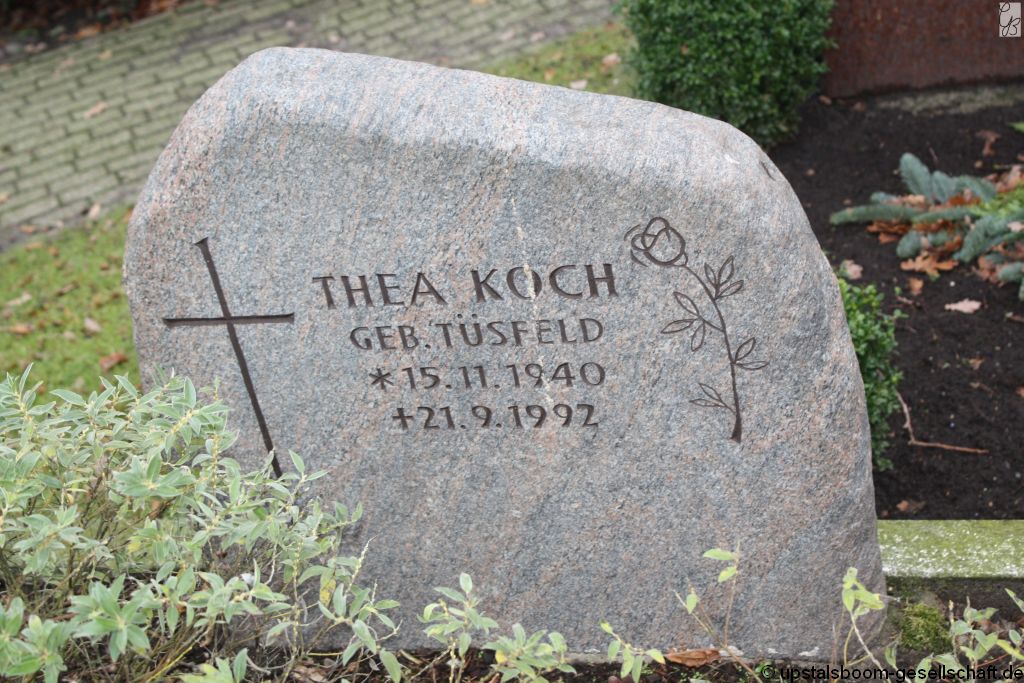 THEA KOCH
GEB. TÜSFELD
*15.11.1940
+21.9.1992
© upstalsboom-gesellschaft.de